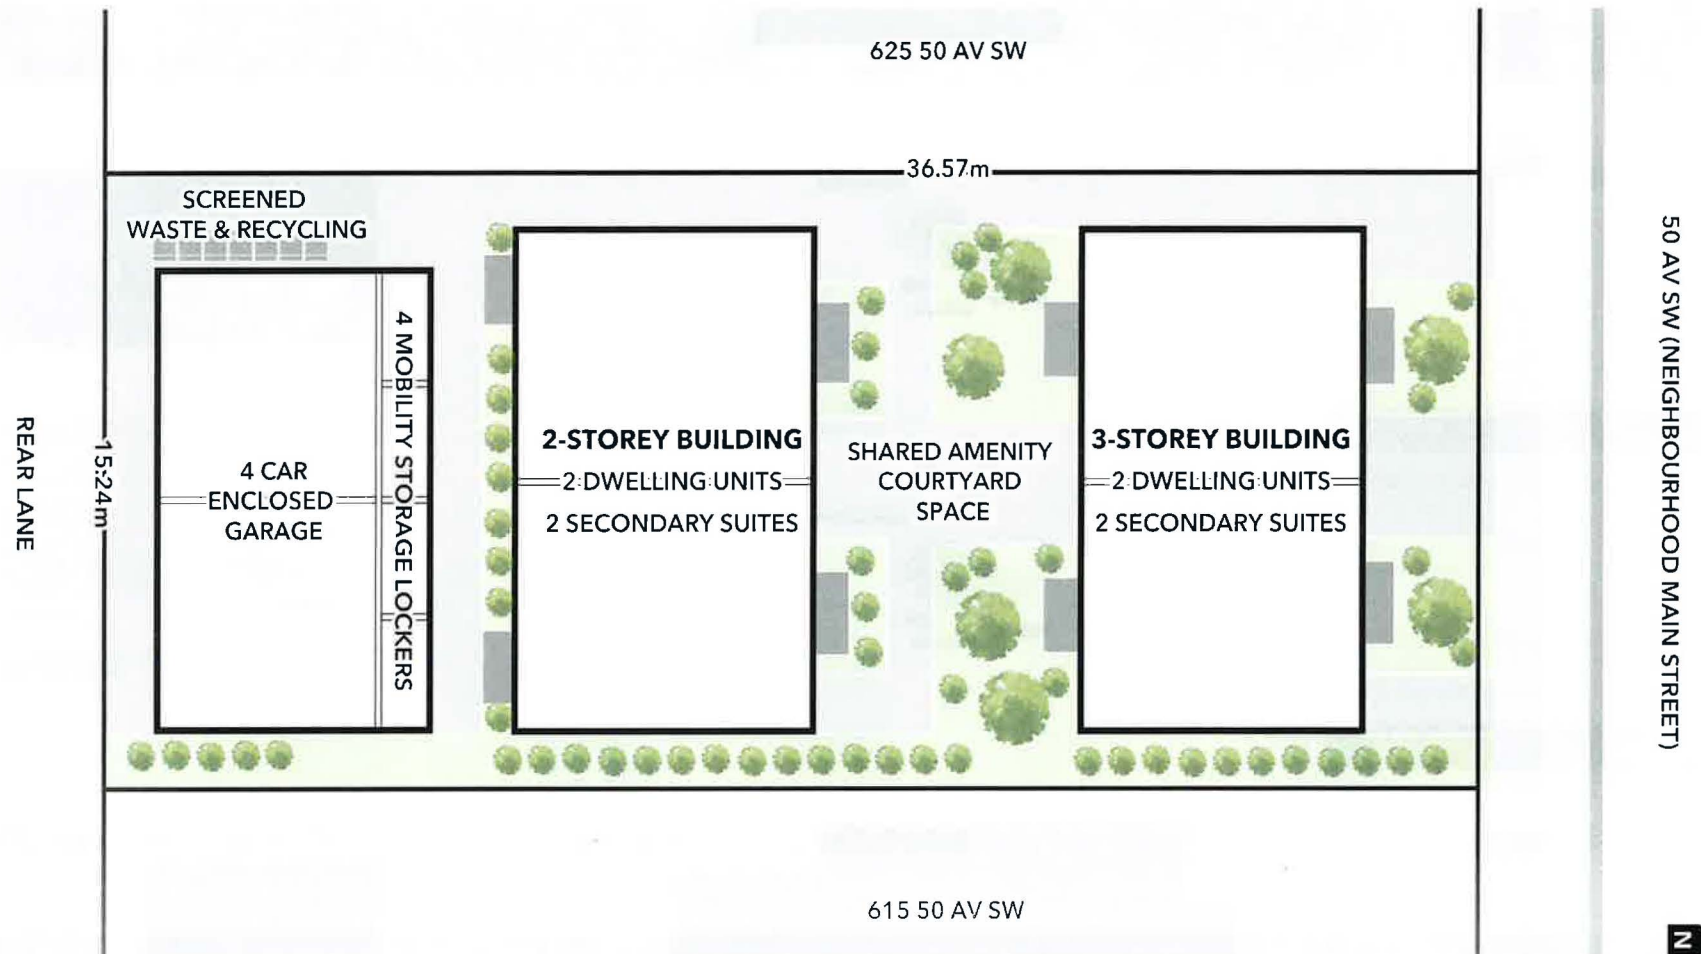 625 50 AV SW
36.57m
SCREENED
WASTE & RECYCLING
4 MOBILITY STORAGE LOCKERS
4 CAR
ENCLOSED
GARAGE
2-STOREY BUILDING
2 DWELLING UNITS
2 SECONDARY SUITES
SHARED AMENITY
COURTYARD
SPACE
3-STOREY BUILDING
2 DWELLING UNITS
2 SECONDARY SUITES
15.24m
REAR LANE
50 AV SW (NEIGHBOURHOOD MAIN STREET)
615 50 AV SW
N